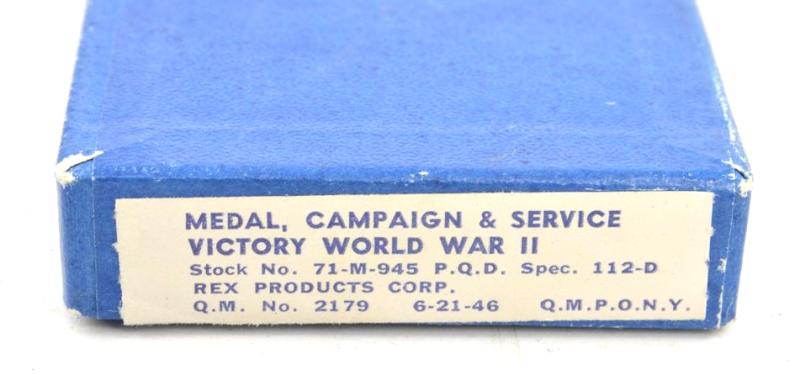 MEDAL, CAMPAIGN & SERVICE
VICTORY WORLD WAR II
Stock No. 71-M-945 P.Q.D. Spec. 112-D
REX PRODUCTS CORP.
Q.M. No. 2179 6-21-46 Q.M.P.O.N.Y.